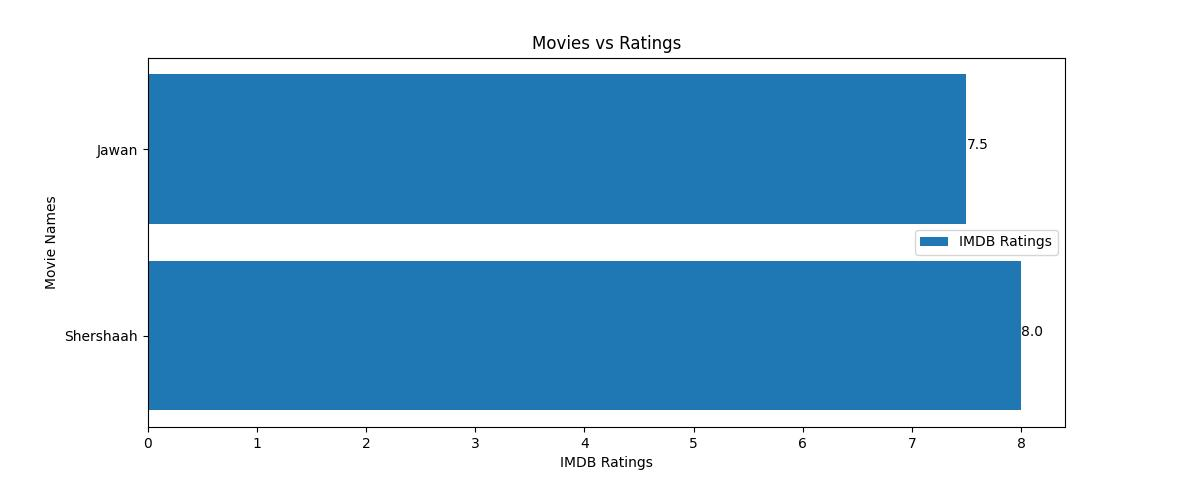 Movies vs Ratings
Jawan
7.5
IMDB Ratings
Movie Names
Shershaah
8.0
0 1 2 3 4 5 6 7 8
IMDB Ratings